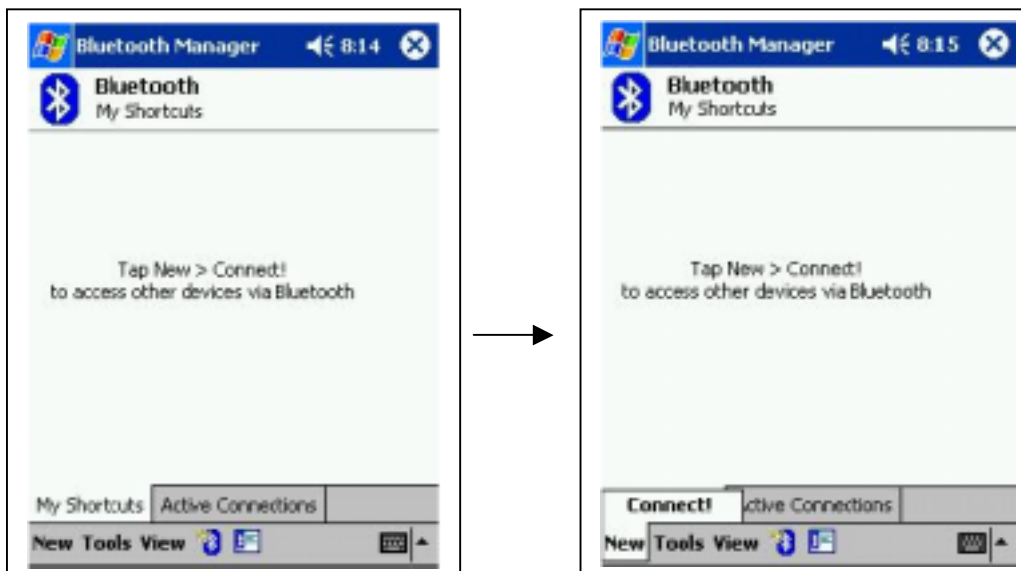 Bluetooth Manager 8:14
Bluetooth
My Shortcuts
Tap New > Connect!
to access other devices via Bluetooth
My Shortcuts Active Connections
New Tools View
Bluetooth Manager 8:15
Bluetooth
My Shortcuts
Tap New > Connect!
to access other devices via Bluetooth
Connect! ctive Connections
New Tools View